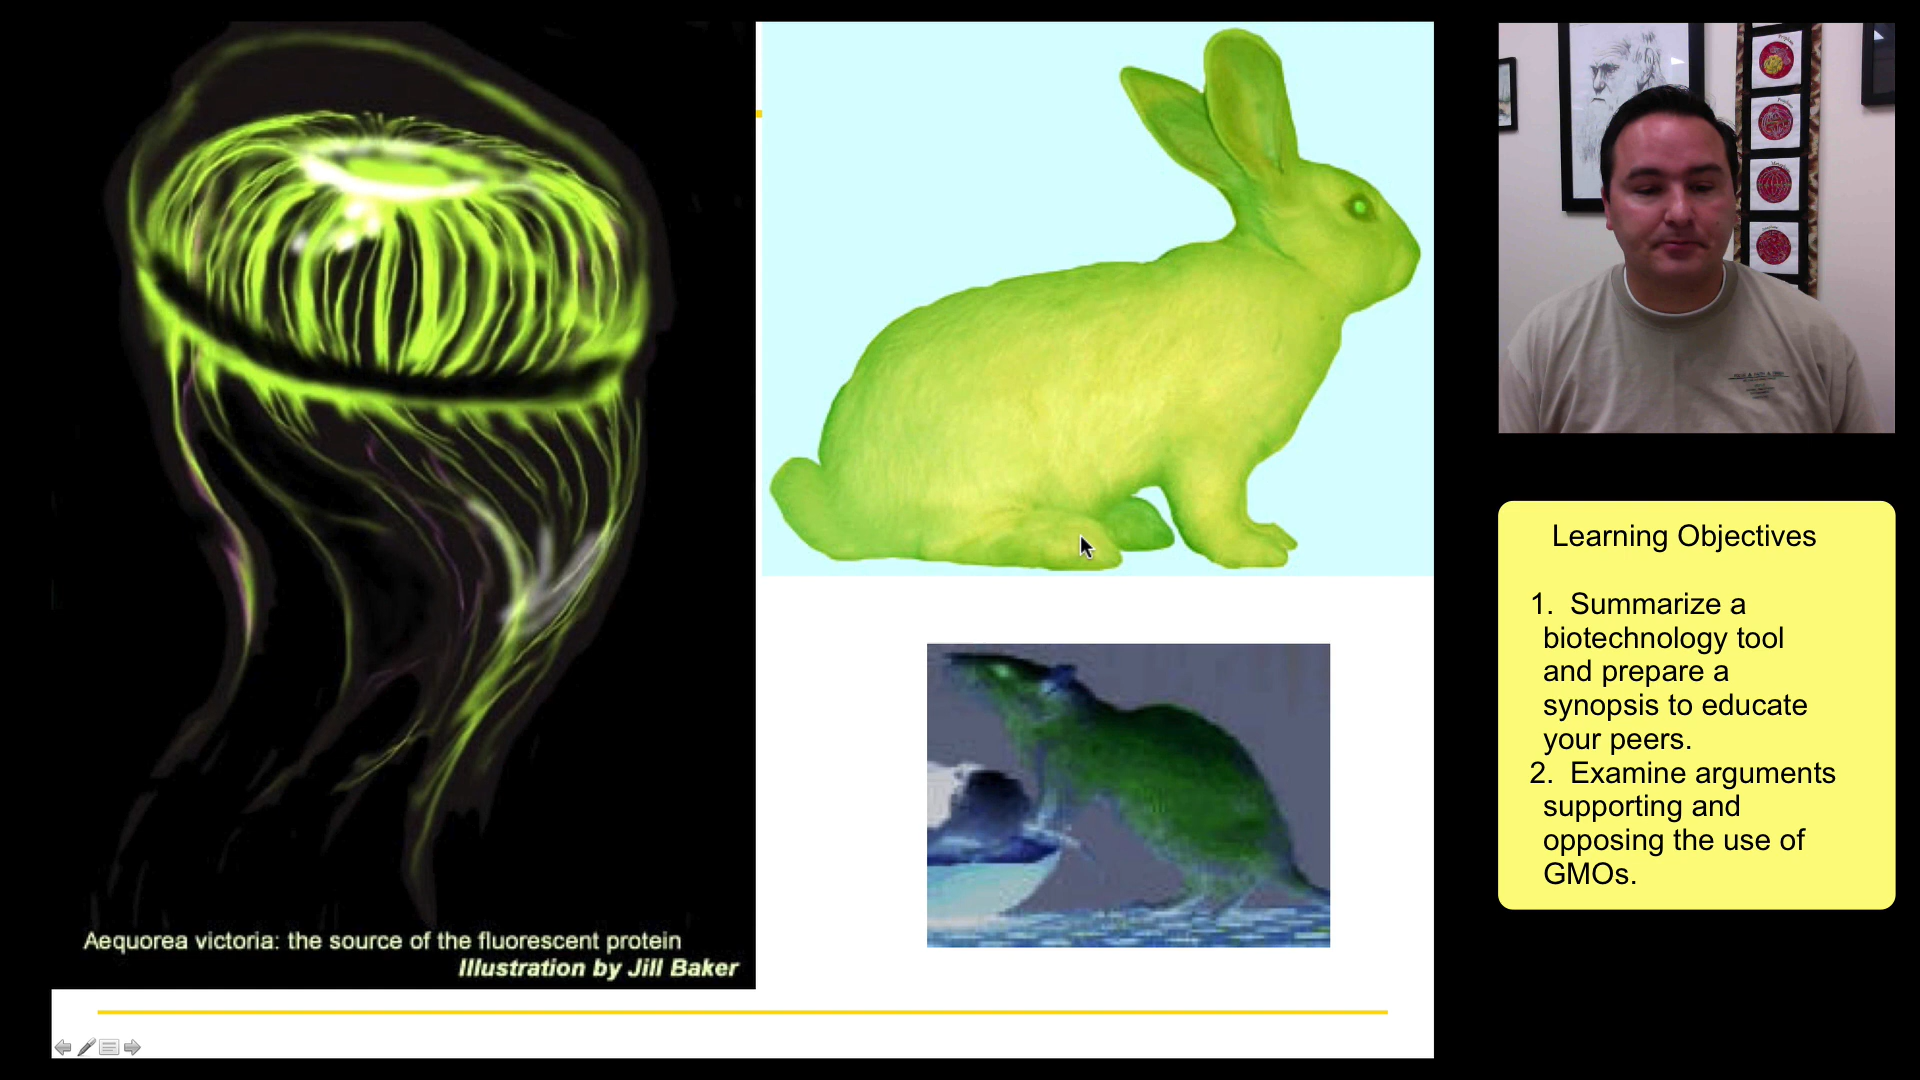 Aequorea victoria: the source of the fluorescent protein
Illustration by Jill Baker
Learning Objectives
1. Summarize a
biotechnology tool
and prepare a
synopsis to educate
your peers.
2. Examine arguments
supporting and
opposing the use of
GMOs.